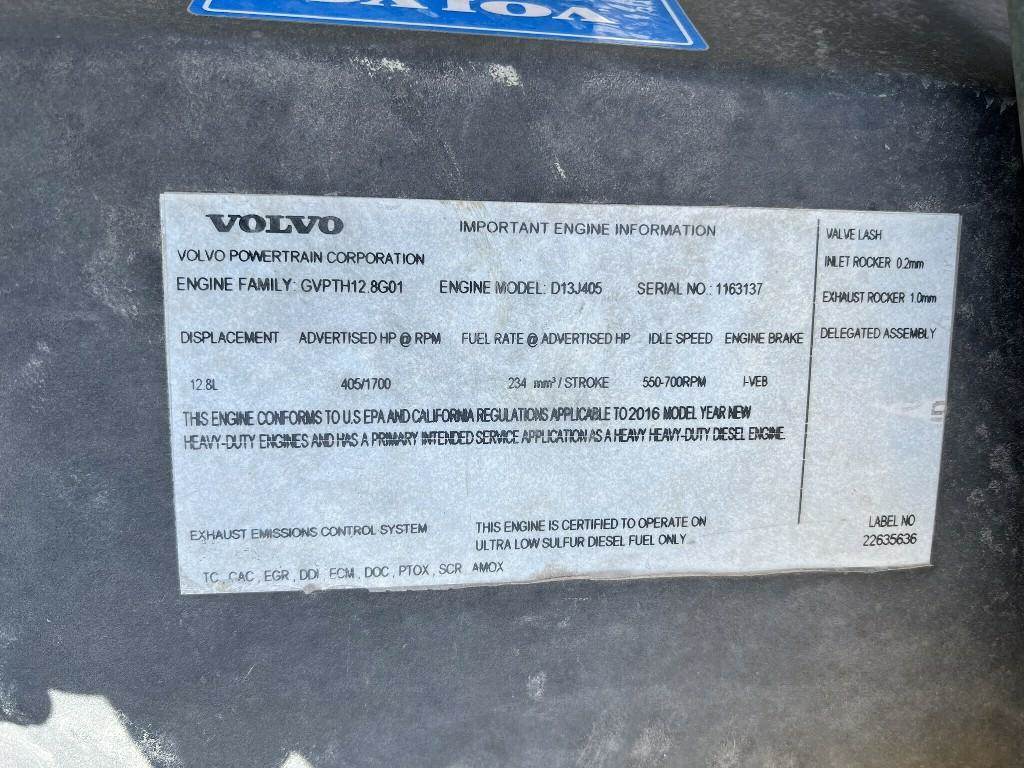 VOLVO
VOLVO IMPORTANT ENGINE INFORMATION
VOLVO POWERTRAIN CORPORATION
ENGINE FAMILY: GVPTH12.8G01 ENGINE MODEL: D13J405 SERIAL NO.: 1163137
DISPLACEMENT ADVERTISED HP @ RPM FUEL RATE @ ADVERTISED HP IDLE SPEED ENGINE BRAKE
12.8L 405/1700 234 mm³ / STROKE 550-700RPM I-VEB
THIS ENGINE CONFORMS TO U.S EPA AND CALIFORNIA REGULATIONS APPLICABLE TO 2016 MODEL YEAR NEW
HEAVY-DUTY ENGINES AND HAS A PRIMARY INTENDED SERVICE APPLICATION AS A HEAVY HEAVY-DUTY DIESEL ENGINE.
EXHAUST EMISSIONS CONTROL SYSTEM
TC , CAC , EGR , DDI , ECM , DOC , PTOX , SCR , AMOX
THIS ENGINE IS CERTIFIED TO OPERATE ON
ULTRA LOW SULFUR DIESEL FUEL ONLY
VALVE LASH
INLET ROCKER 0.2mm
EXHAUST ROCKER 1.0mm
DELEGATED ASSEMBLY
LABEL NO
22635636